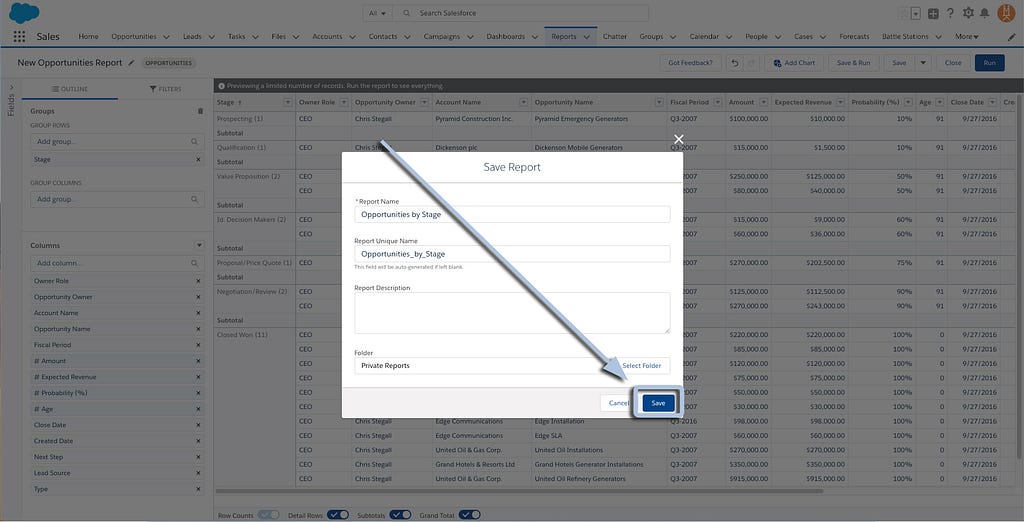 All
Search Salesforce
Sales Home Opportunities Leads Tasks Files Accounts Contacts Campaigns Dashboards Reports Chatter Groups Calendar People Cases Forecasts Battle Stations More
New Opportunities Report OPPORTUNITIES Got Feedback? Add Chart Save & Run Save Close Run
Fields
OUTLINE FILTERS
Previewing a limited number of records. Run the report to see everything.
Groups
GROUP ROWS
Add group...
Stage
GROUP COLUMNS
Add group...
Columns
Add column...
Owner Role
Opportunity Owner
Account Name
Opportunity Name
Fiscal Period
# Amount
# Expected Revenue
# Probability (%)
# Age
Close Date
Created Date
Next Step
Lead Source
Type
Stage ↑ Owner Role Opportunity Owner Account Name Opportunity Name Fiscal Period Amount Expected Revenue Probability (%) Age Close Date Cre
Prospecting (1) CEO Chris Stegall Pyramid Construction Inc. Pyramid Emergency Generators Q3-2007 $100,000.00 $10,000.00 10% 91 9/27/2016
Subtotal
Qualification (1) CEO Chris Dickenson plc Dickenson Mobile Generators 2007 $15,000.00 $1,500.00 10% 91 9/27/2016
Subtotal
Value Proposition (2) CEO 2007 $250,000.00 $125,000.00 50% 91 9/27/2016
CEO 2007 $80,000.00 $40,000.00 50% 91 9/27/2016
Subtotal
Id. Decision Makers (2) CEO 2007 $15,000.00 $9,000.00 60% 91 9/27/2016
CEO 2007 $60,000.00 $36,000.00 60% 91 9/27/2016
Subtotal
Proposal/Price Quote (1) CEO 2007 $270,000.00 $202,500.00 75% 91 9/27/2016
Subtotal
Negotiation/Review (2) CEO 2007 $125,000.00 $112,500.00 90% 91 9/27/2016
CEO 2007 $270,000.00 $243,000.00 90% 91 9/27/2016
Subtotal
Closed Won (11) CEO 2007 $220,000.00 $220,000.00 100% 0 9/27/2016
CEO 2007 $85,000.00 $85,000.00 100% 0 9/27/2016
CEO 2007 $120,000.00 $120,000.00 100% 0 9/27/2016
CEO 2007 $75,000.00 $75,000.00 100% 0 9/27/2016
CEO 2007 $50,000.00 $50,000.00 100% 0 9/27/2016
CEO 2007 $30,000.00 $30,000.00 100% 0 9/27/2016
CEO Chris Stegall Edge Communications Edge Installation Q3-2016 $98,000.00 $98,000.00 100% 0 9/27/2016
CEO Chris Stegall Edge Communications Edge SLA Q3-2007 $60,000.00 $60,000.00 100% 0 9/27/2016
CEO Chris Stegall United Oil & Gas Corp. United Oil Installations Q3-2007 $270,000.00 $270,000.00 100% 0 9/27/2016
CEO Chris Stegall Grand Hotels & Resorts Ltd Grand Hotels Generator Installations Q3-2007 $350,000.00 $350,000.00 100% 0 9/27/2016
CEO Chris Stegall United Oil & Gas Corp. United Oil Refinery Generators Q3-2007 $915,000.00 $915,000.00 100% 0 9/27/2016
Save Report
* Report Name
Opportunities by Stage
Report Unique Name
Opportunities_by_Stage
This field will be auto-generated if left blank.
Report Description
Folder
Private Reports Select Folder
Cancel Save
Row Counts Detail Rows Subtotals Grand Total